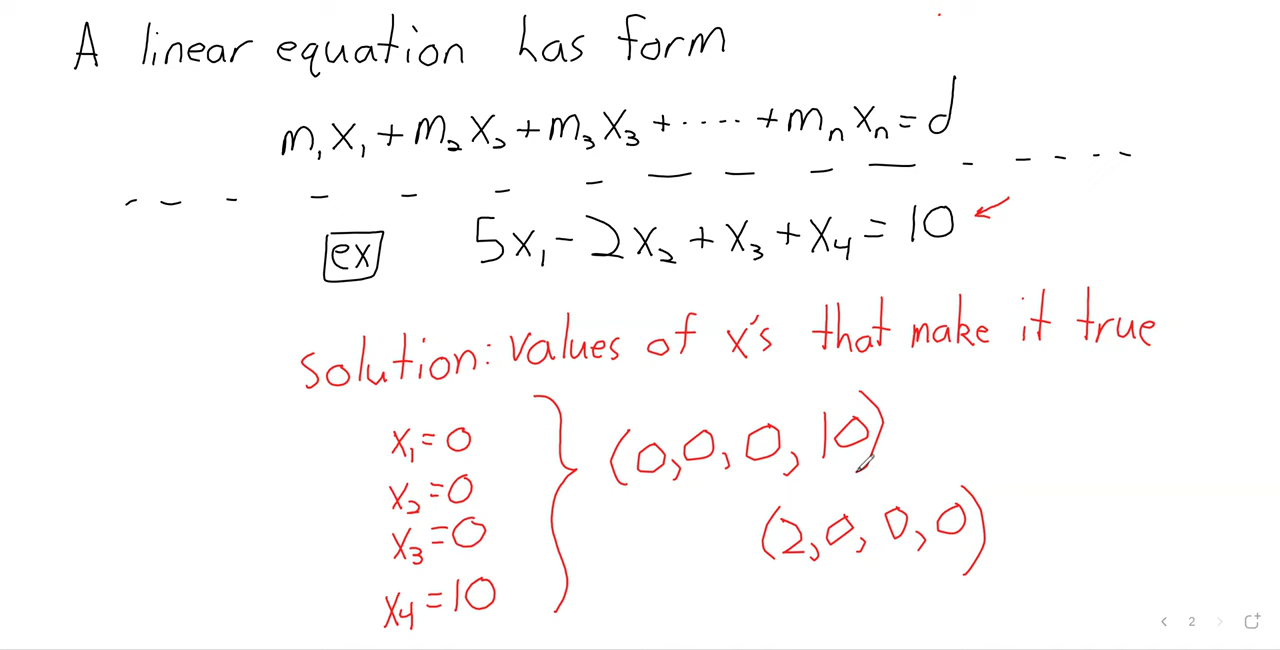 A linear equation has form
m₁x₁+m₂x₂+m₃x₃+·····+mₙxₙ=d
ex 5x₁-2x₂+x₃+x₄=10
solution: values of x's that make it true
x₁=0
(0,0,0,10)
x₂=0
x₃=0
(2,0,0,0)
x₄=10
2